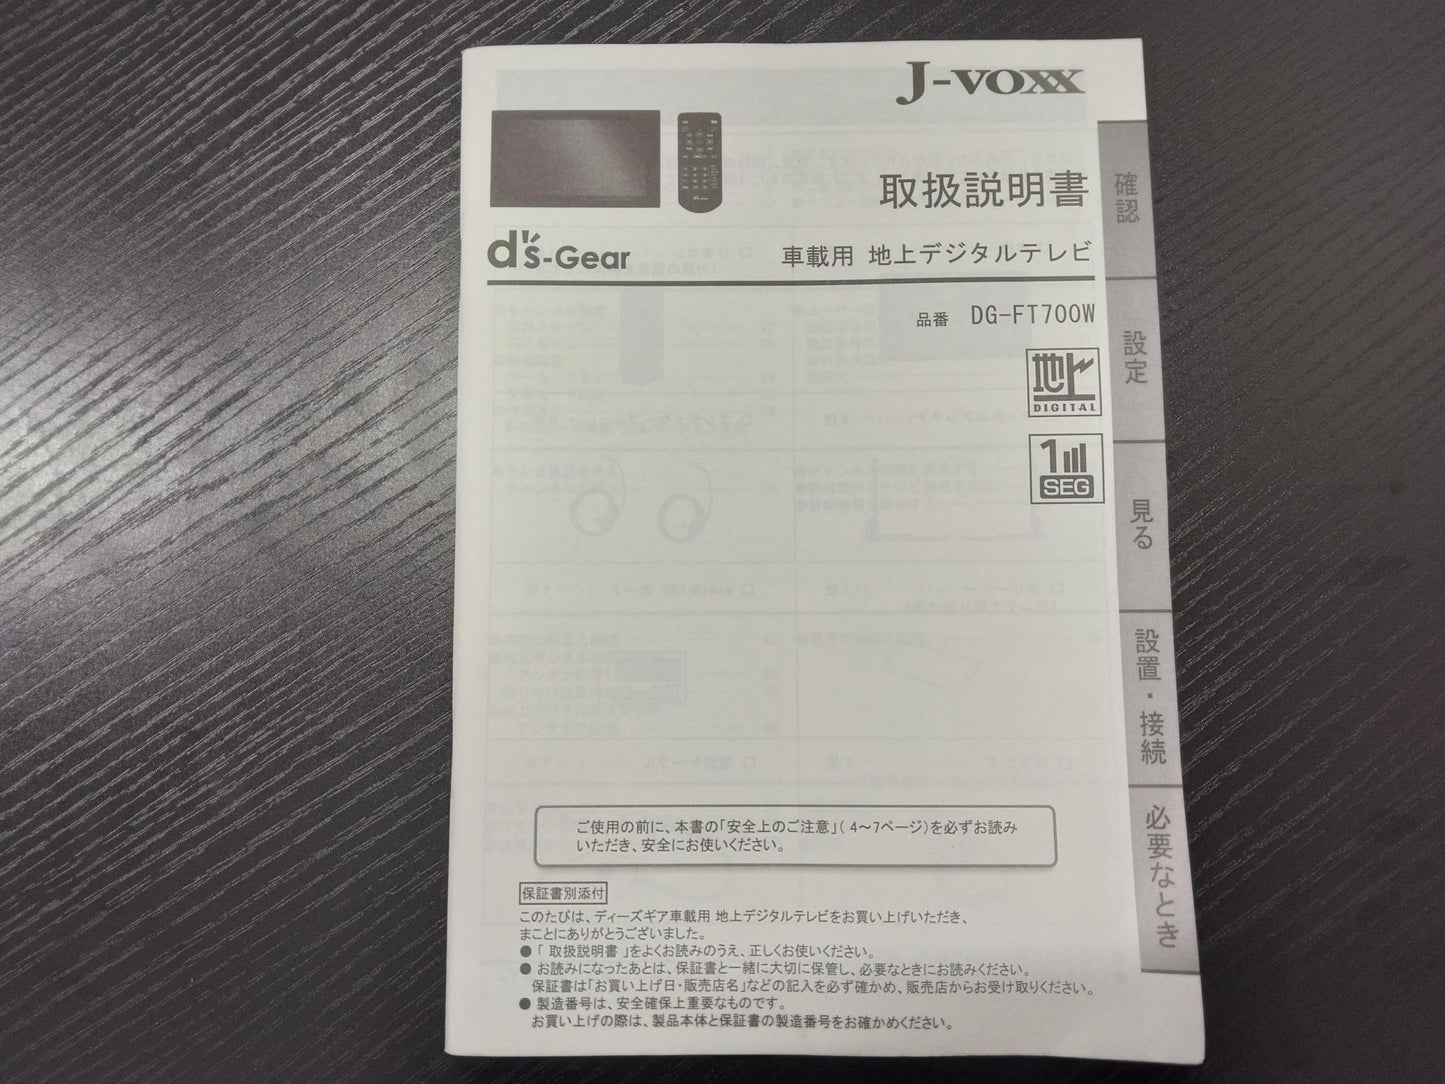 J-VOXX
取扱説明書
d's-Gear
車載用 地上デジタルテレビ
品番 DG-FT700W
地上
DIGITAL
1
SEG
確認
設定
見る
設置・接続
必要なとき
ご使用の前に、本書の「安全上のご注意」( 4〜7ページ)を必ずお読み
いただき、安全にお使いください。
保証書別添付
このたびは、ディーズギア車載用 地上デジタルテレビをお買い上げいただき、
まことにありがとうございました。
● 「 取扱説明書 」をよくお読みのうえ、正しくお使いください。
● お読みになったあとは、保証書と一緒に大切に保管し、必要なときにお読みください。
保証書は「お買い上げ日・販売店名」などの記入を必ず確かめ、販売店からお受け取りください。
● 製造番号は、安全確保上重要なものです。
お買い上げの際は、製品本体と保証書の製造番号をお確かめください。